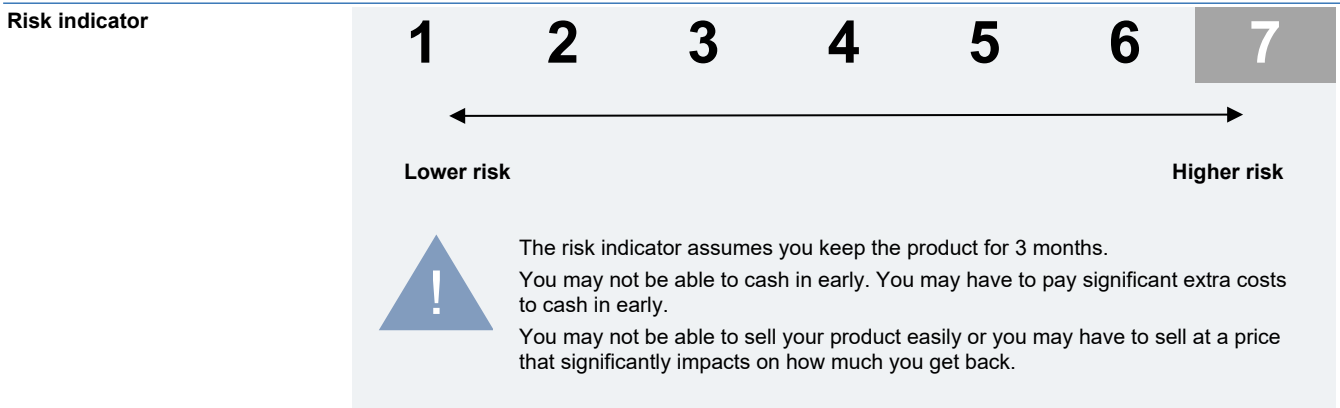 Risk indicator
1 2 3 4 5 6 7
Lower risk Higher risk
!
The risk indicator assumes you keep the product for 3 months.
You may not be able to cash in early. You may have to pay significant extra costs
to cash in early.
You may not be able to sell your product easily or you may have to sell at a price
that significantly impacts on how much you get back.